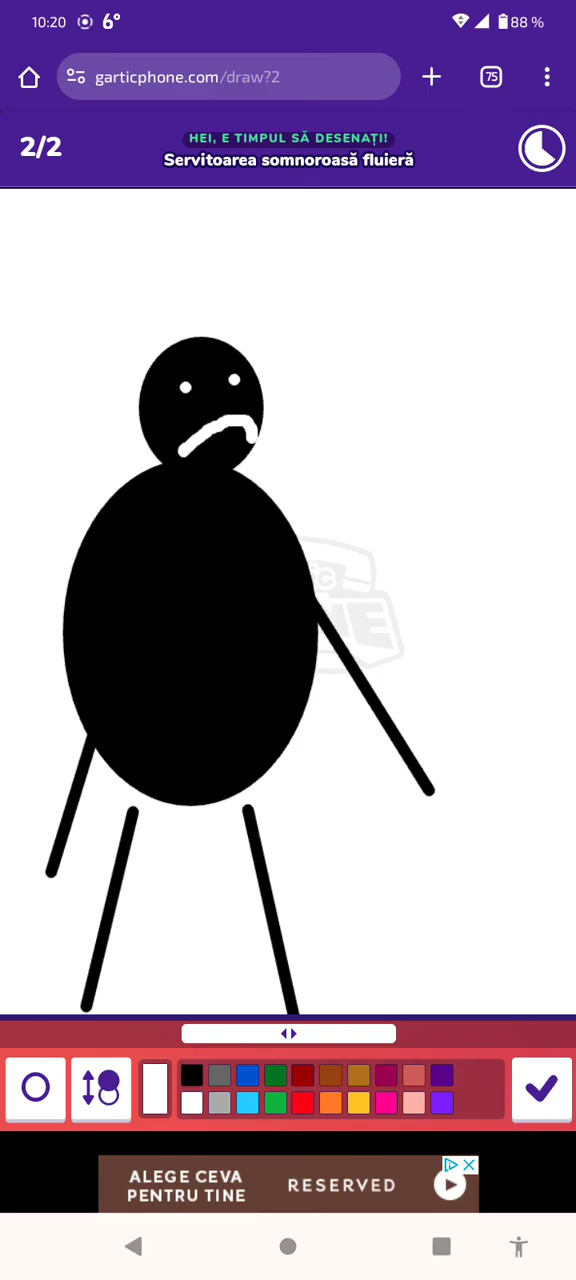 10:20 6° 88 %
garticphone.com/draw?2 75
2/2
HEI, E TIMPUL SĂ DESENAȚI!
Servitoarea somnoroasă fluieră
ALEGE CEVA
PENTRU TINE
RESERVED